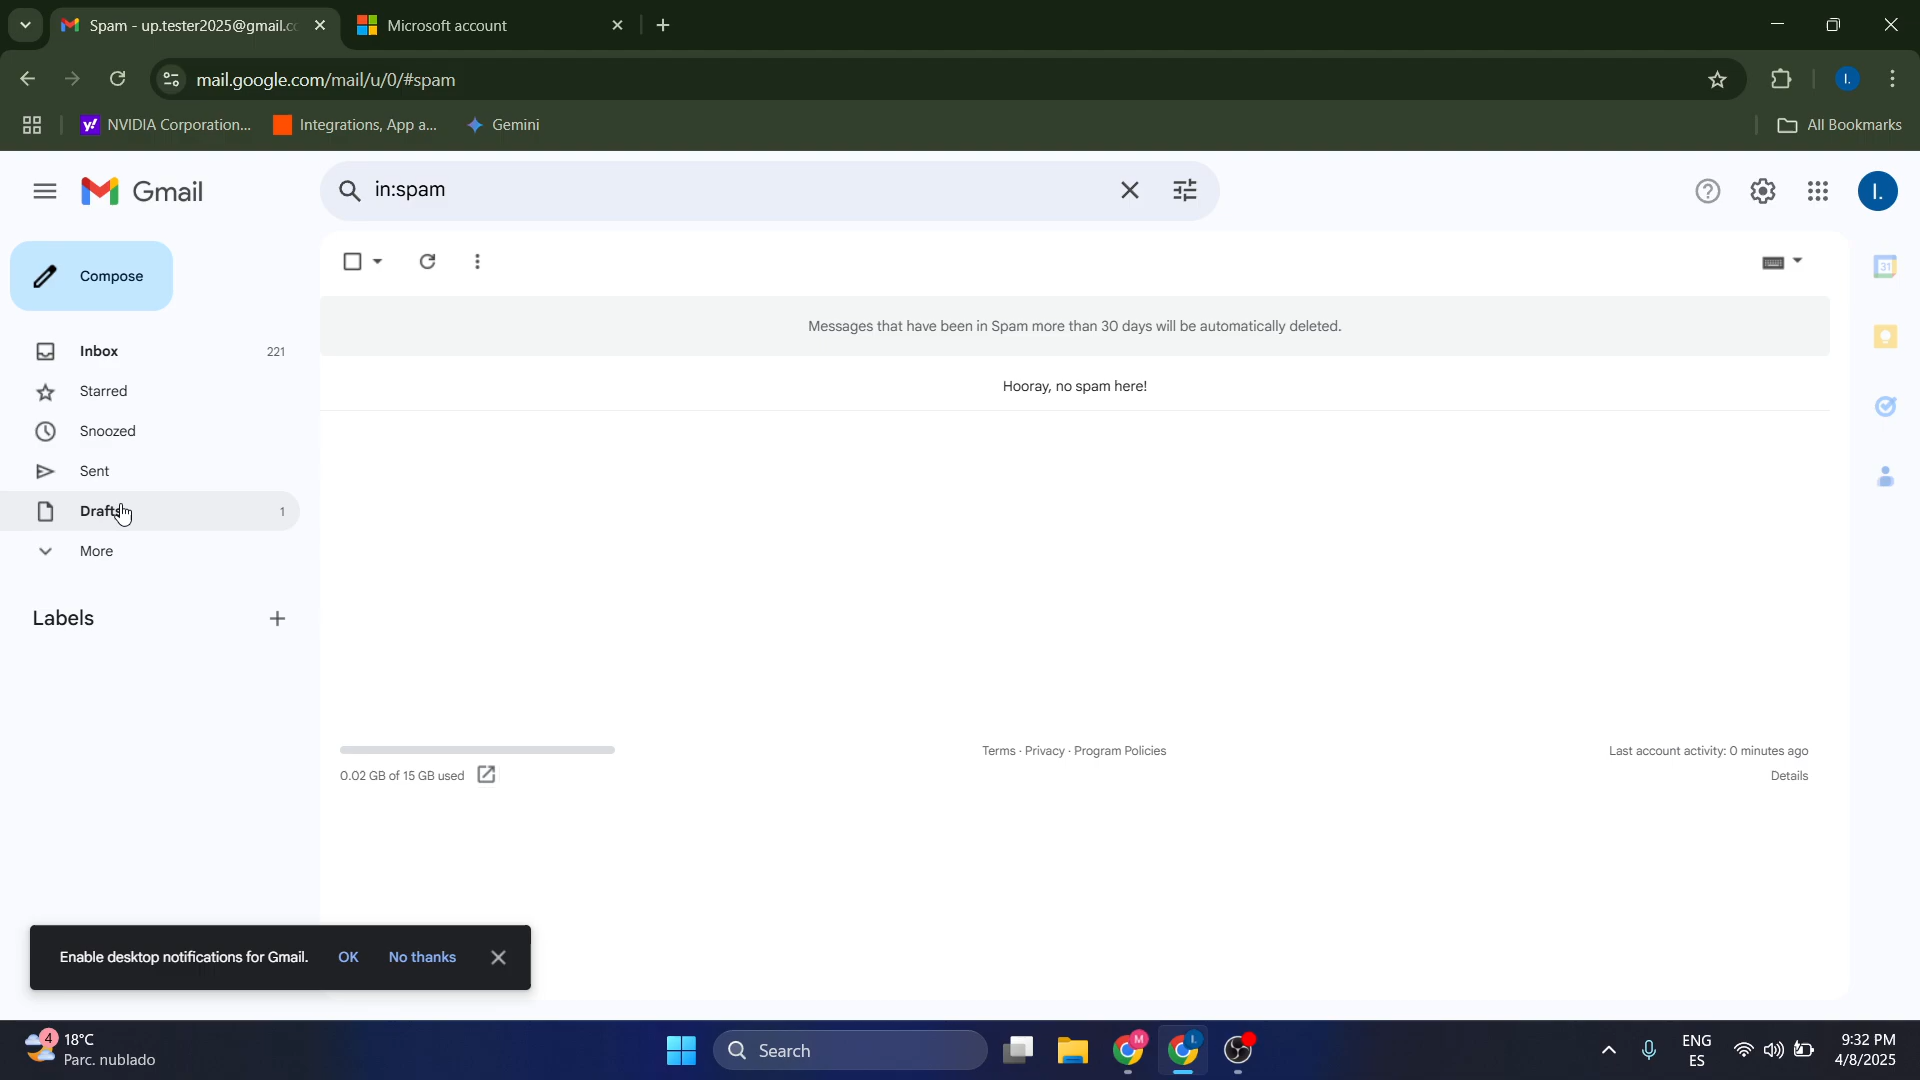 Spam - up.tester2025@gmail.c
Microsoft account
mail.google.com/mail/u/0/#spam
I.
y!
NVIDIA Corporation...
Integrations, App a...
Gemini
All Bookmarks
Gmail
in:spam
I.
Compose
31
Messages that have been in Spam more than 30 days will be automatically deleted.
Inbox
221
Hooray, no spam here!
Starred
Snoozed
Sent
Drafts
1
More
Labels
Terms · Privacy · Program Policies
Last account activity: 0 minutes ago
0.02 GB of 15 GB used
Details
Enable desktop notifications for Gmail.
OK
No thanks
4
18°C
Parc. nublado
Search
M
ENG
ES
9:32 PM
4/8/2025